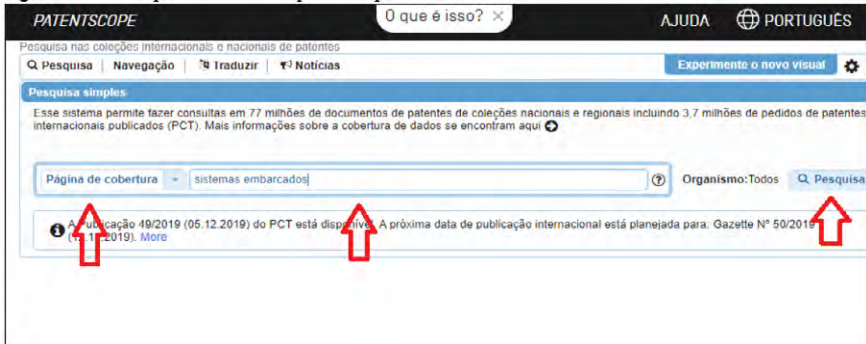 PATENTSCOPE O que é isso? × AJUDA PORTUGUÊS
Pesquisa nas coleções internacionais e nacionais de patentes
Pesquisa | Navegação | Traduzir | Notícias Experimente o novo visual
Pesquisa simples
Esse sistema permite fazer consultas em 77 milhões de documentos de patentes de coleções nacionais e regionais incluindo 3,7 milhões de pedidos de patentes
internacionais publicados (PCT). Mais informações sobre a cobertura de dados se encontram aqui
Página de cobertura sistemas embarcados ? Organismo:Todos Pesquisa
A Publicação 49/2019 (05.12.2019) do PCT está disponível. A próxima data de publicação internacional está planejada para: Gazette Nº 50/2019
2019). More